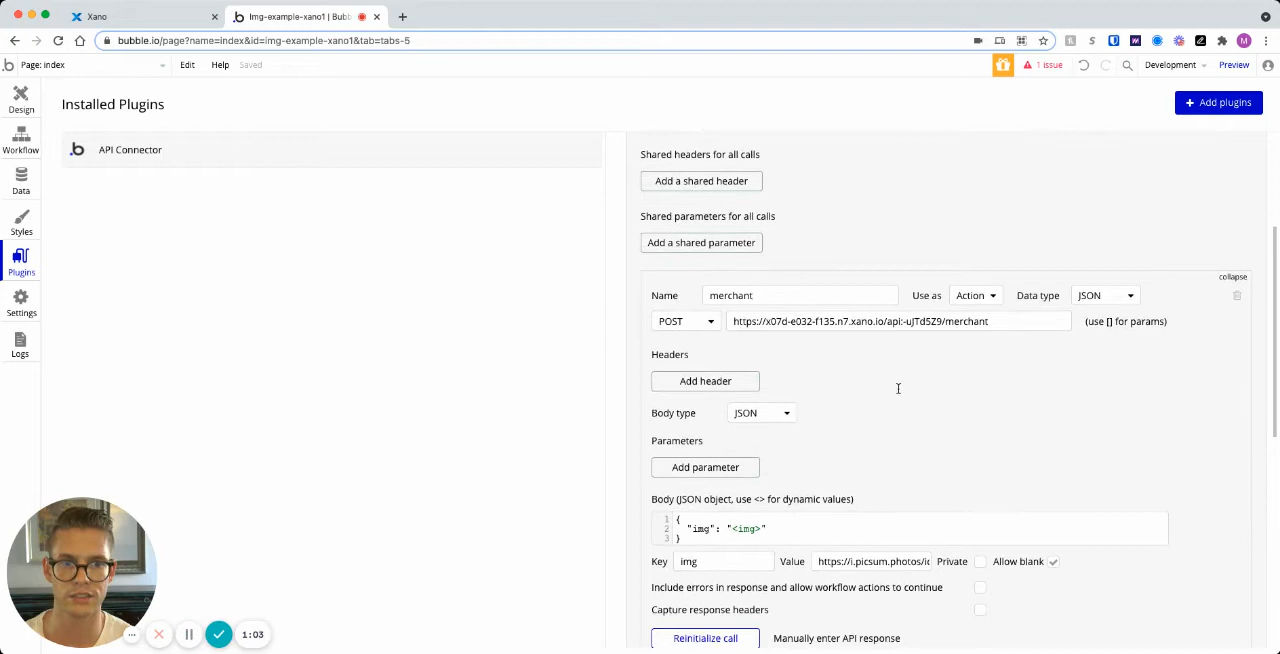 Xano
Img-example-xano1 | Bubb
bubble.io/page?name=index&id=img-example-xano1&tab=tabs-5
Page: index
Edit
Help
Saved
1 issue
Development
Preview
Design
Workflow
Data
Styles
Plugins
Settings
Logs
Installed Plugins
+ Add plugins
API Connector
Shared headers for all calls
Add a shared header
Shared parameters for all calls
Add a shared parameter
collapse
Name merchant Use as Action Data type JSON
POST https://x07d-e032-f135.n7.xano.io/api:-uJTd5Z9/merchant (use [] for params)
Headers
Add header
Body type JSON
Parameters
Add parameter
Body (JSON object, use <> for dynamic values)
1 {
2 "img": "<img>"
3 }
Key img Value https://i.picsum.photos/ic Private Allow blank
Include errors in response and allow workflow actions to continue
Capture response headers
Reinitialize call Manually enter API response
1:03